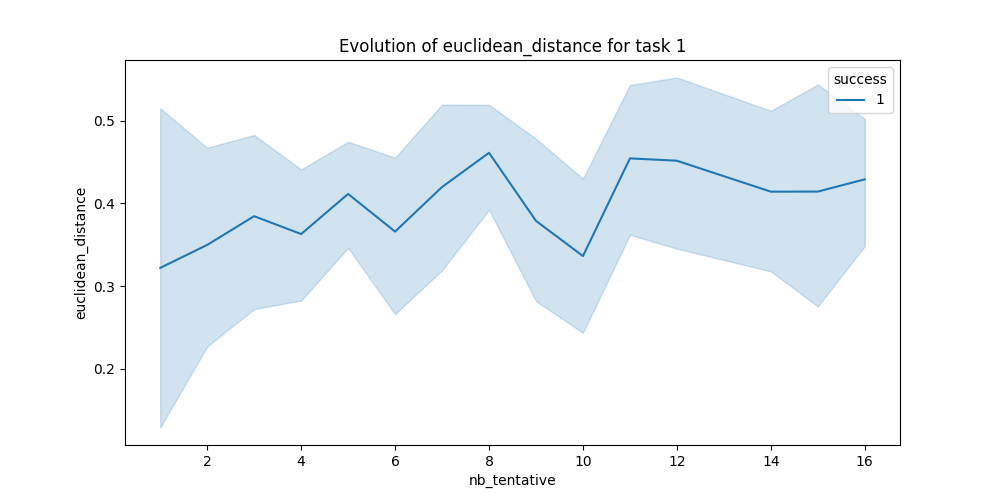 Evolution of euclidean_distance for task 1
success
1
euclidean_distance
0.5
0.4
0.3
0.2
2 4 6 8 10 12 14 16
nb_tentative